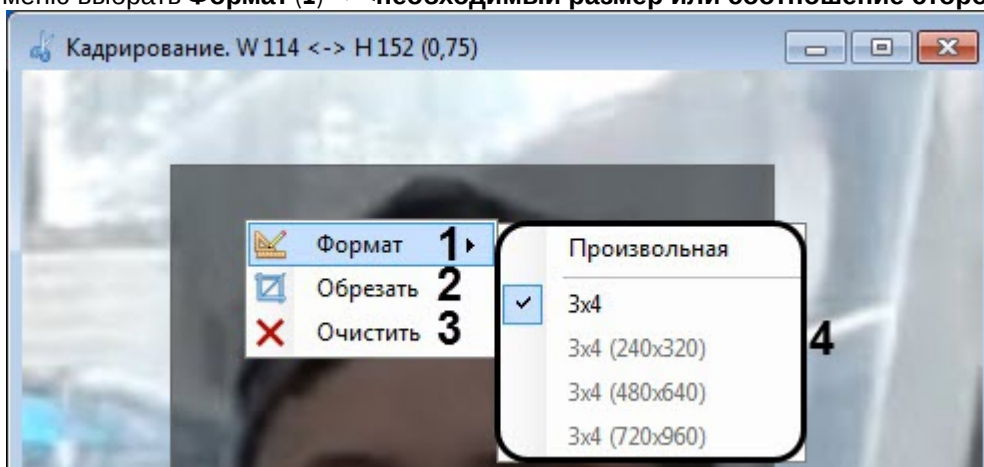 меню выбрать Формат (1)
необходимый размер или соотношение сторо
Кадрирование. W 114 <-> H 152 (0,75)
Формат 1
Обрезать 2
Очистить 3
Произвольная
3x4
3x4 (240x320)
3x4 (480x640)
3x4 (720x960)
4